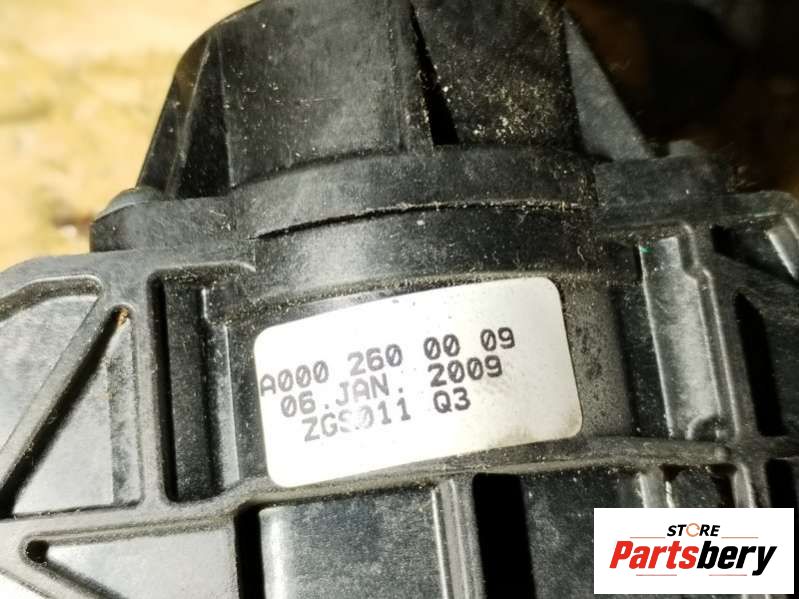 A000 260 00 09
06.JAN. 2009
ZGS011 Q3
STORE
Partsbery